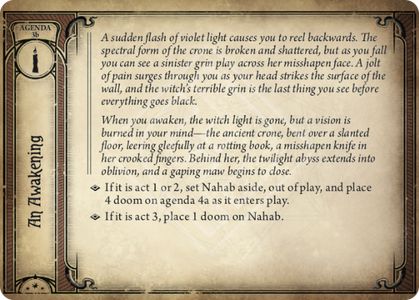 AGENDA
3b
An Awakening
A sudden flash of violet light causes you to reel backwards. The
spectral form of the crone is broken and shattered, but as you fall
you can see a sinister grin play across her misshapen face. A jolt
of pain surges through you as your head strikes the surface of the
wall, and the witch's terrible grin is the last thing you see before
everything goes black.
When you awaken, the witch light is gone, but a vision is
burned in your mind—the ancient crone, bent over a slanted
floor, leering gleefully at a rotting book, a misshapen knife in
her crooked fingers. Behind her, the twilight abyss extends into
oblivion, and a gaping maw begins to close.
If it is act 1 or 2, set Nahab aside, out of play, and place
4 doom on agenda 4a as it enters play.
If it is act 3, place 1 doom on Nahab.